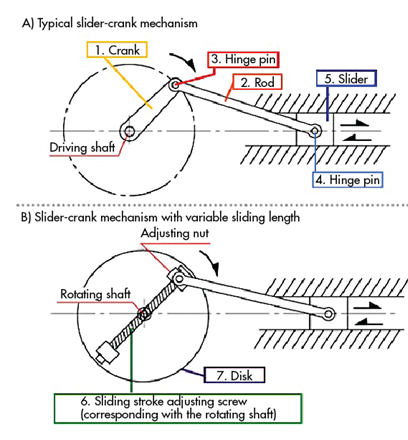 A) Typical slider-crank mechanism
1. Crank
3. Hinge pin
2. Rod
5. Slider
Driving shaft
4. Hinge pin
B) Slider-crank mechanism with variable sliding length
Adjusting nut
Rotating shaft
7. Disk
6. Sliding stroke adjusting screw
(corresponding with the rotating shaft)